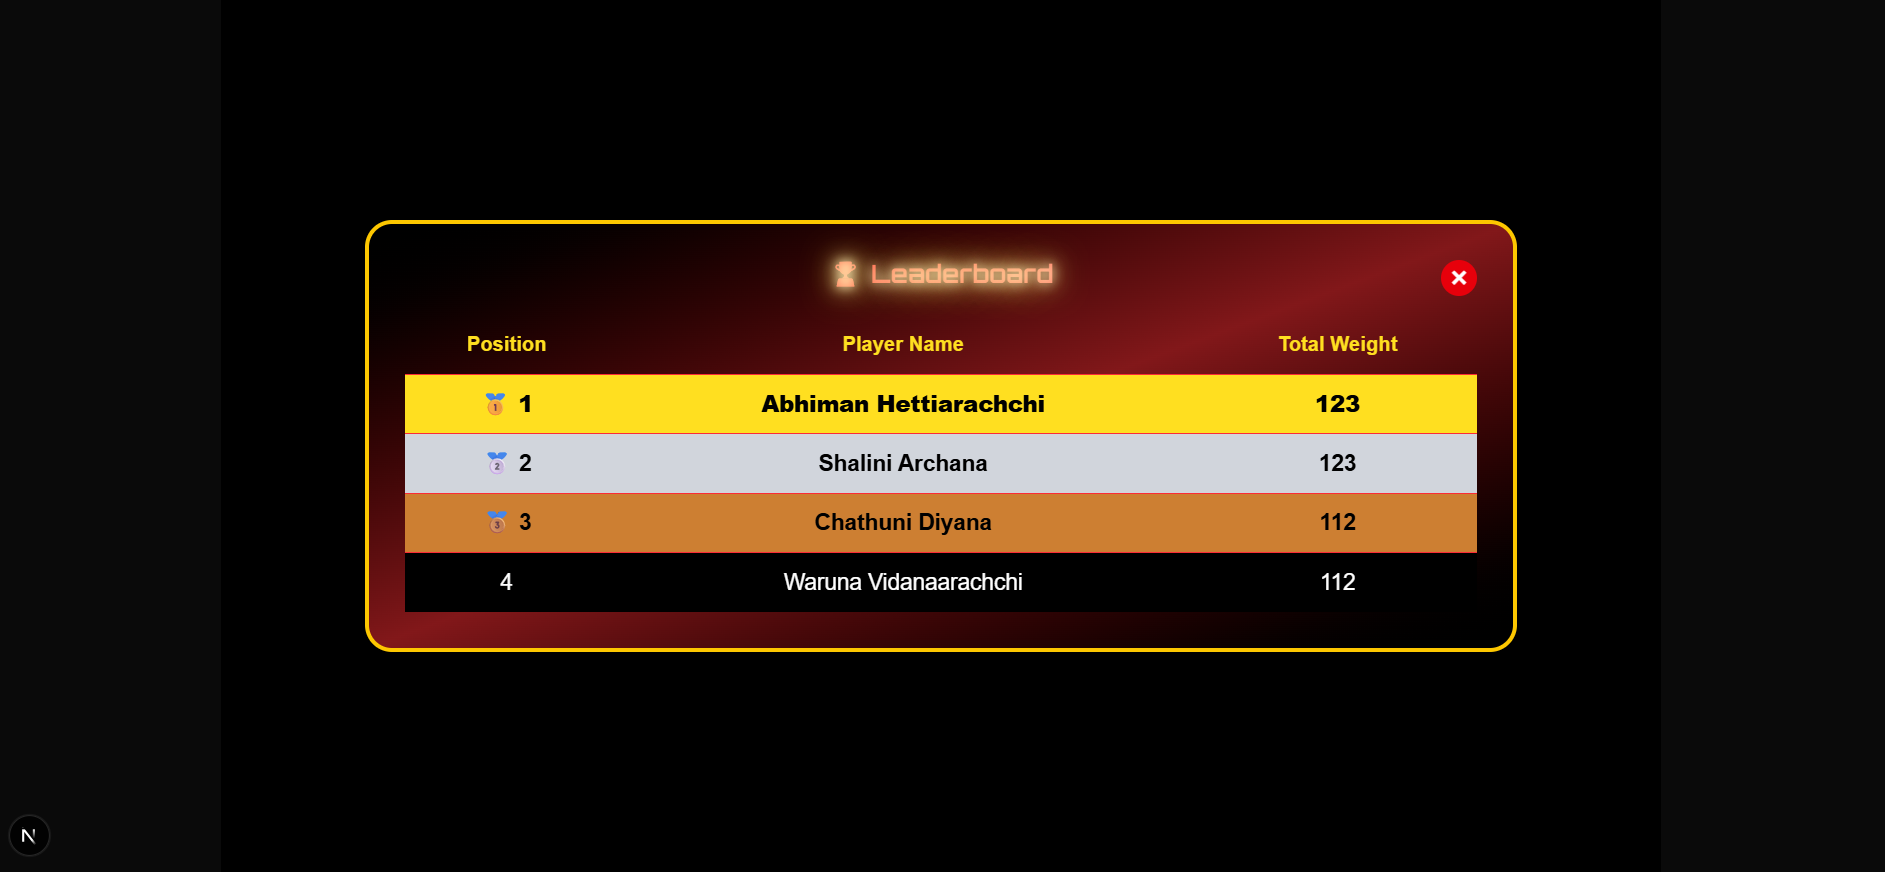 🏆 Leaderboard
Position Player Name Total Weight
🥇 1 Abhiman Hettiarachchi 123
🥈 2 Shalini Archana 123
🥉 3 Chathuni Diyana 112
4 Waruna Vidanaarachchi 112
N